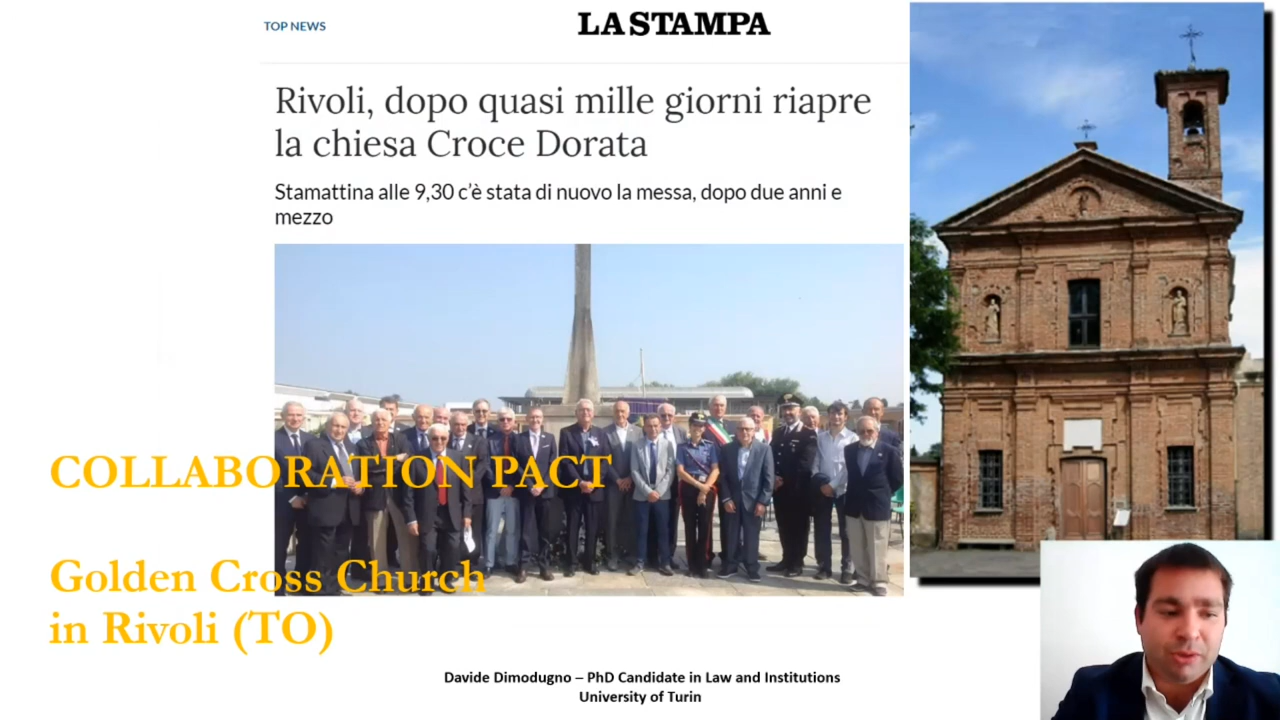 TOP NEWS
LA STAMPA
Rivoli, dopo quasi mille giorni riapre
la chiesa Croce Dorata
Stamattina alle 9,30 c’è stata di nuovo la messa, dopo due anni e
mezzo
COLLABORATION PACT
Golden Cross Church
in Rivoli (TO)
Davide Dimodugno – PhD Candidate in Law and Institutions
University of Turin